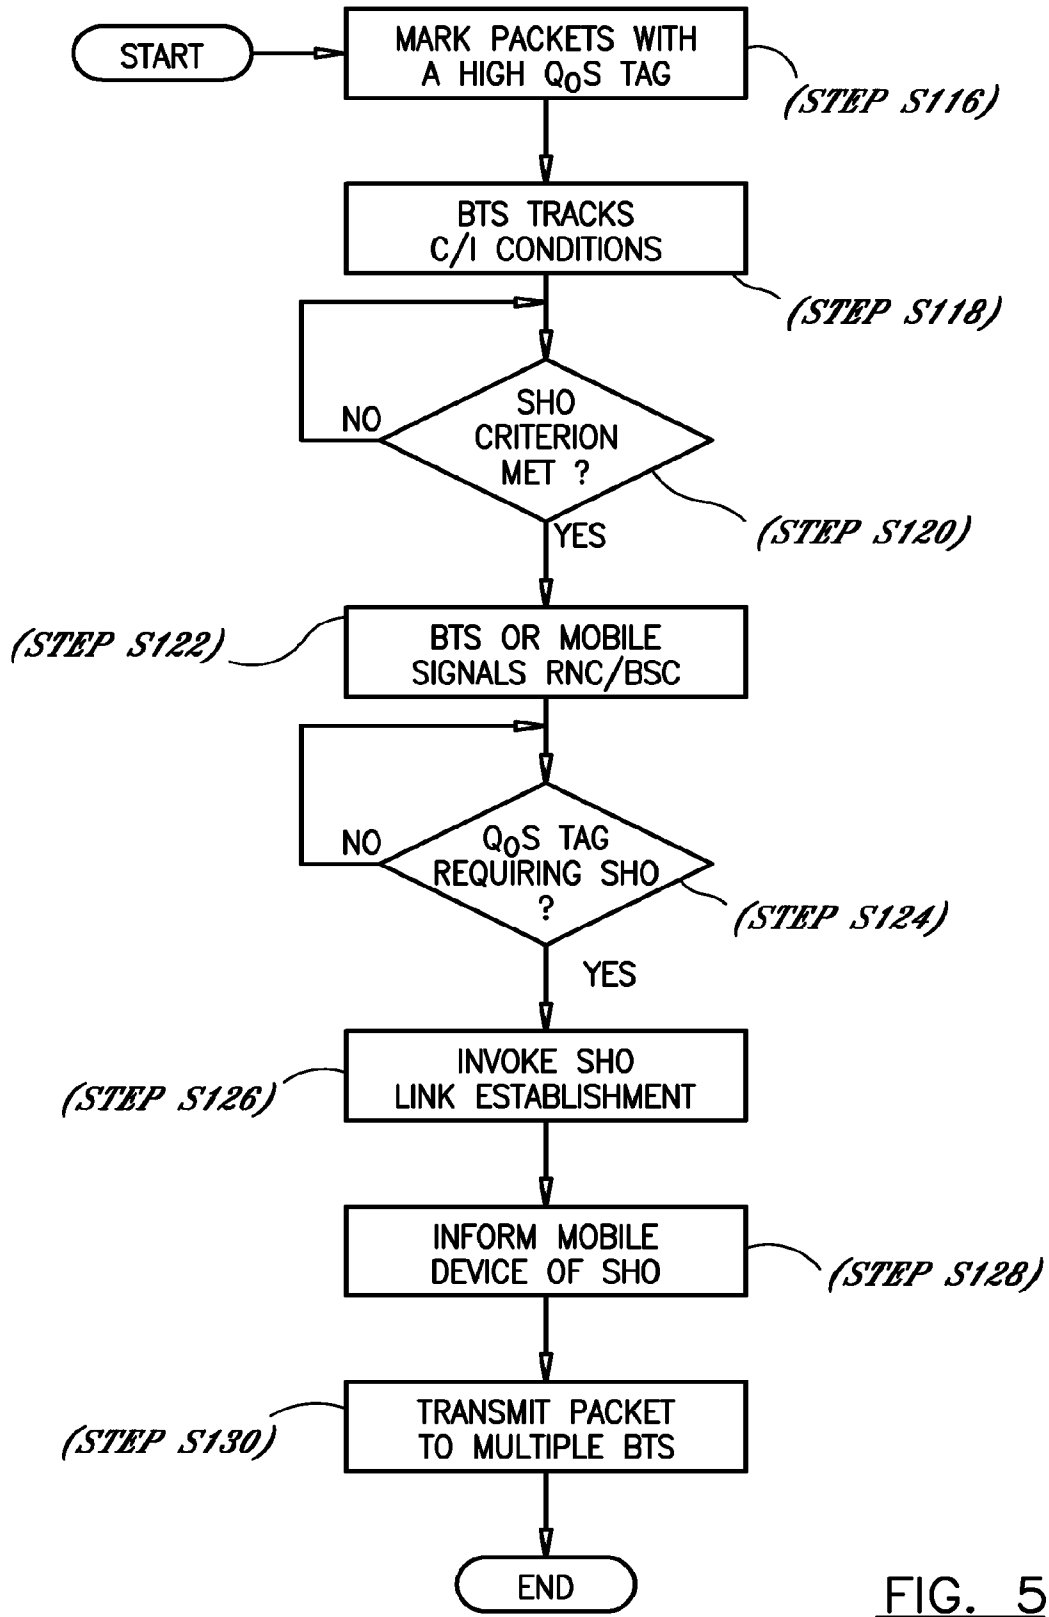 START
MARK PACKETS WITH
A HIGH QoS TAG
(STEP S116)
BTS TRACKS
C/I CONDITIONS
(STEP S118)
SHO
CRITERION
MET ?
NO
(STEP S120)
YES
(STEP S122)
BTS OR MOBILE
SIGNALS RNC/BSC
QoS TAG
REQUIRING SHO
?
NO
(STEP S124)
YES
INVOKE SHO
LINK ESTABLISHMENT
(STEP S126)
INFORM MOBILE
DEVICE OF SHO
(STEP S128)
TRANSMIT PACKET
TO MULTIPLE BTS
(STEP S130)
END
FIG. 5